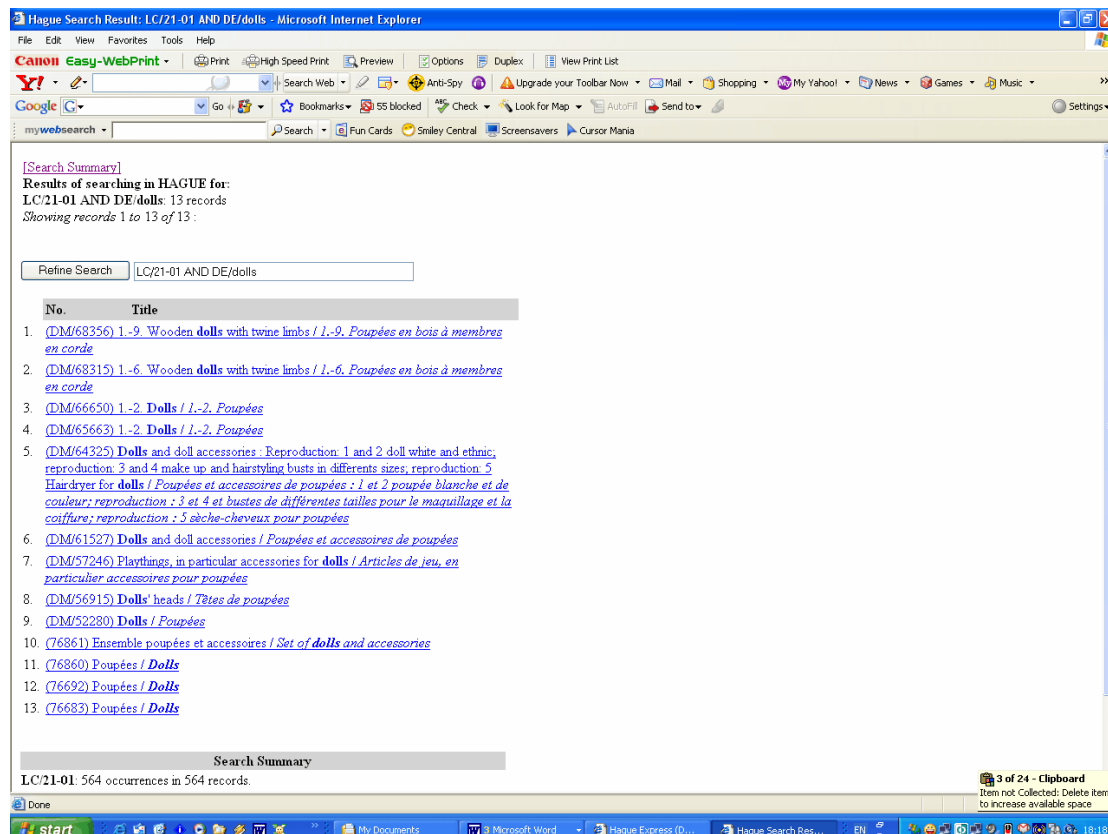 Hague Search Result: LC/21-01 AND DE/dolls - Microsoft Internet Explorer
File Edit View Favorites Tools Help
Canon Easy-WebPrint Print High Speed Print Preview Options Duplex View Print List
Y! Search Web Anti-Spy Upgrade your Toolbar Now Mail Shopping My Yahoo! News Games Music »
Google G Go Bookmarks 55 blocked Check Look for Map AutoFill Send to Settings
mywebsearch Search Fun Cards Smiley Central Screensavers Cursor Mania
[Search Summary]
Results of searching in HAGUE for:
LC/21-01 AND DE/dolls: 13 records
Showing records 1 to 13 of 13 :
Refine Search LC/21-01 AND DE/dolls
No. Title
1. (DM/68356) 1.-9. Wooden dolls with twine limbs / 1.-9. Poupées en bois à membres
en corde
2. (DM/68315) 1.-6. Wooden dolls with twine limbs / 1.-6. Poupées en bois à membres
en corde
3. (DM/66650) 1.-2. Dolls / 1.-2. Poupées
4. (DM/65663) 1.-2. Dolls / 1.-2. Poupées
5. (DM/64325) Dolls and doll accessories : Reproduction: 1 and 2 doll white and ethnic;
reproduction: 3 and 4 make up and hairstyling busts in differents sizes; reproduction: 5
Hairdryer for dolls / Poupées et accessoires de poupées : 1 et 2 poupée blanche et de
couleur; reproduction : 3 et 4 et bustes de différentes tailles pour le maquillage et la
coiffure; reproduction : 5 sèche-cheveux pour poupées
6. (DM/61527) Dolls and doll accessories / Poupées et accessoires de poupées
7. (DM/57246) Playthings, in particular accessories for dolls / Articles de jeu, en
particulier accessoires pour poupées
8. (DM/56915) Dolls' heads / Têtes de poupées
9. (DM/52280) Dolls / Poupées
10. (76861) Ensemble poupées et accessoires / Set of dolls and accessories
11. (76860) Poupées / Dolls
12. (76692) Poupées / Dolls
13. (76683) Poupées / Dolls
Search Summary
LC/21-01: 564 occurrences in 564 records.
3 of 24 - Clipboard
Item not Collected: Delete item
to increase available space
Done
start » My Documents 3 Microsoft Word Hague Express (D... Hague Search Res... EN 18:18